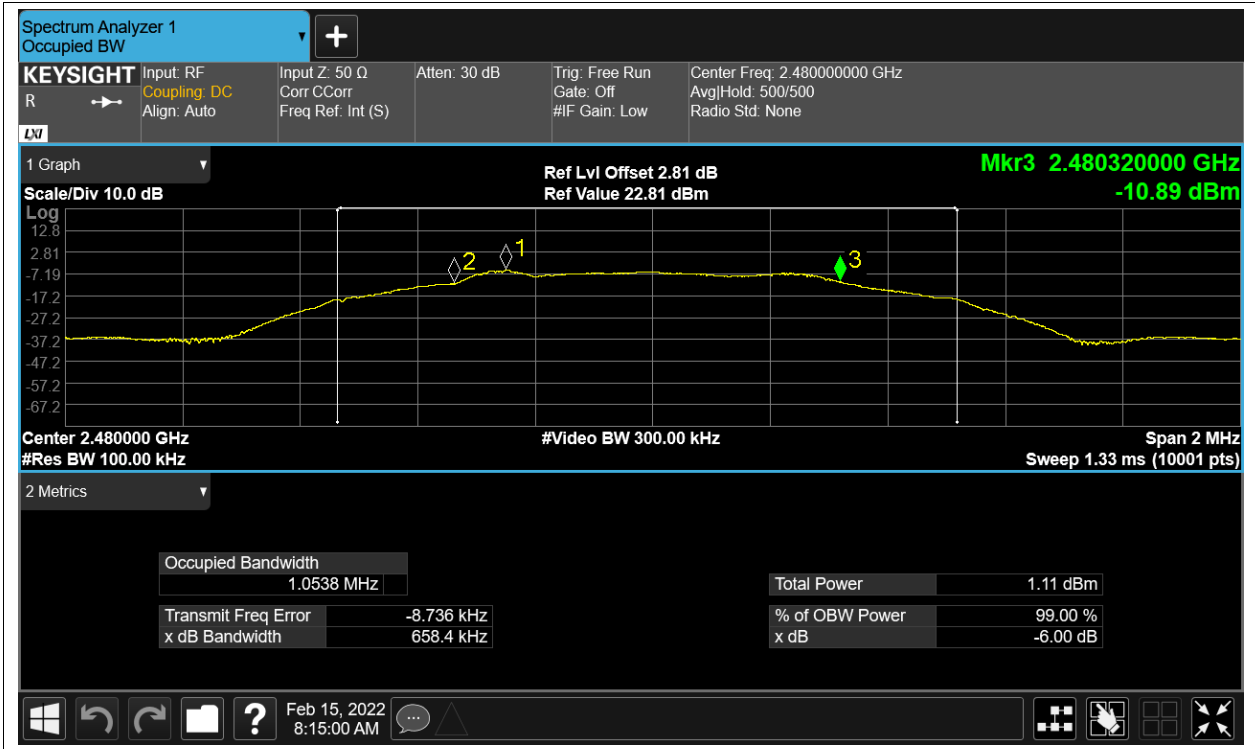 Spectrum Analyzer 1
Occupied BW
KEYSIGHT
R
LXI
Input: RF
Coupling: DC
Align: Auto
Input Z: 50 Ω
Corr CCorr
Freq Ref: Int (S)
Atten: 30 dB
Trig: Free Run
Gate: Off
#IF Gain: Low
Center Freq: 2.480000000 GHz
Avg|Hold: 500/500
Radio Std: None
1 Graph
Scale/Div 10.0 dB
Ref Lvl Offset 2.81 dB
Ref Value 22.81 dBm
Mkr3 2.480320000 GHz
-10.89 dBm
Log
12.8
2.81
-7.19
-17.2
-27.2
-37.2
-47.2
-57.2
-67.2
2
1
3
Center 2.480000 GHz
#Res BW 100.00 kHz
#Video BW 300.00 kHz
Span 2 MHz
Sweep 1.33 ms (10001 pts)
2 Metrics
Occupied Bandwidth
1.0538 MHz
Transmit Freq Error -8.736 kHz
x dB Bandwidth 658.4 kHz
Total Power 1.11 dBm
% of OBW Power 99.00 %
x dB -6.00 dB
?
Feb 15, 2022
8:15:00 AM